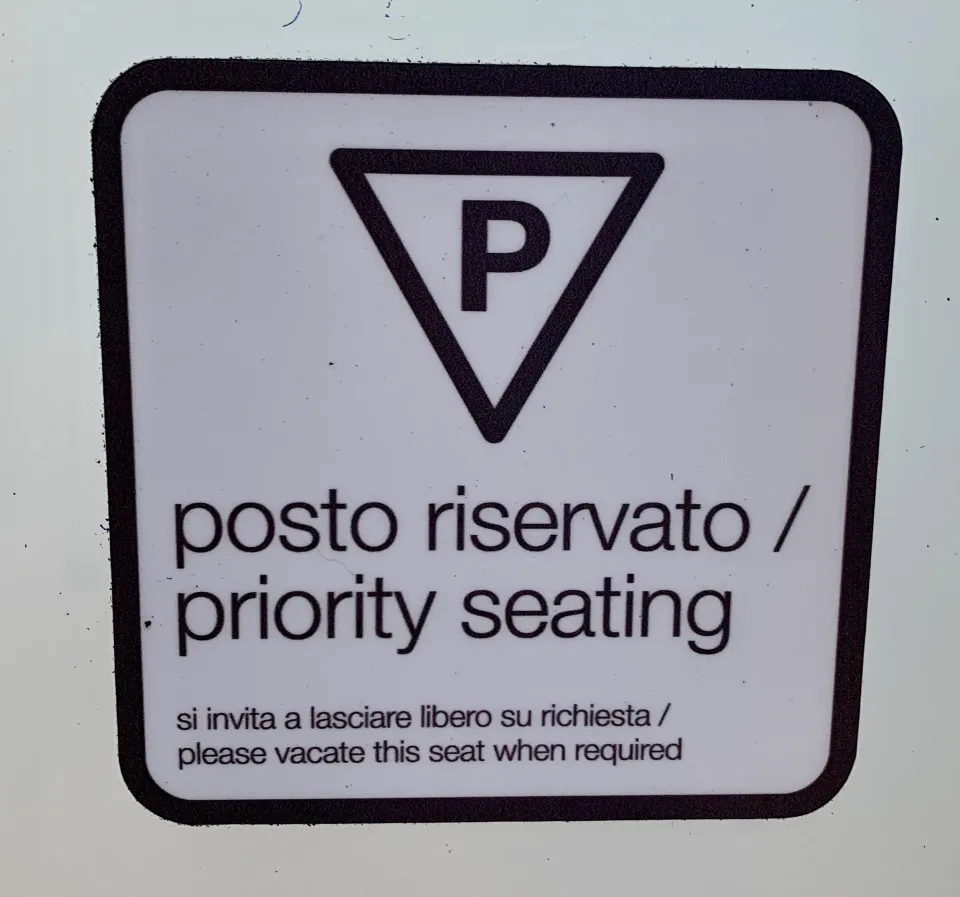 P
posto riservato /
priority seating
si invita a lasciare libero su richiesta /
please vacate this seat when required